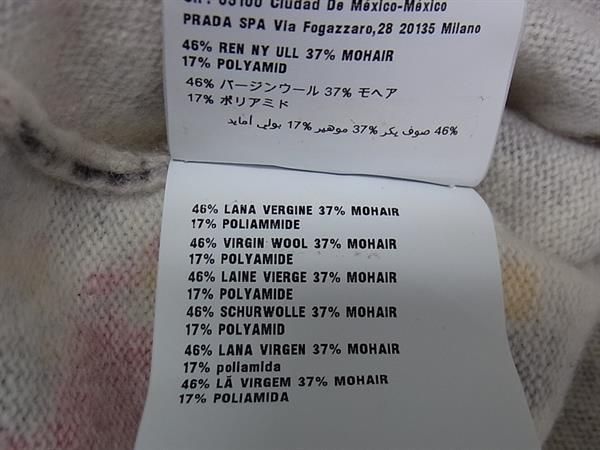 06100 Ciudad De México-México
PRADA SPA Via Fogazzaro,28 20135 Milano
46% REN NY ULL 37% MOHAIR
17% POLYAMID
46% バージンウール 37% モヘア
17% ポリアミド
46% صوف بكر 37% موهير 17% بولي أمايد
46% LANA VERGINE 37% MOHAIR
17% POLIAMMIDE
46% VIRGIN WOOL 37% MOHAIR
17% POLYAMIDE
46% LAINE VIERGE 37% MOHAIR
17% POLYAMIDE
46% SCHURWOLLE 37% MOHAIR
17% POLYAMID
46% LANA VIRGEN 37% MOHAIR
17% poliamida
46% LÃ VIRGEM 37% MOHAIR
17% POLIAMIDA